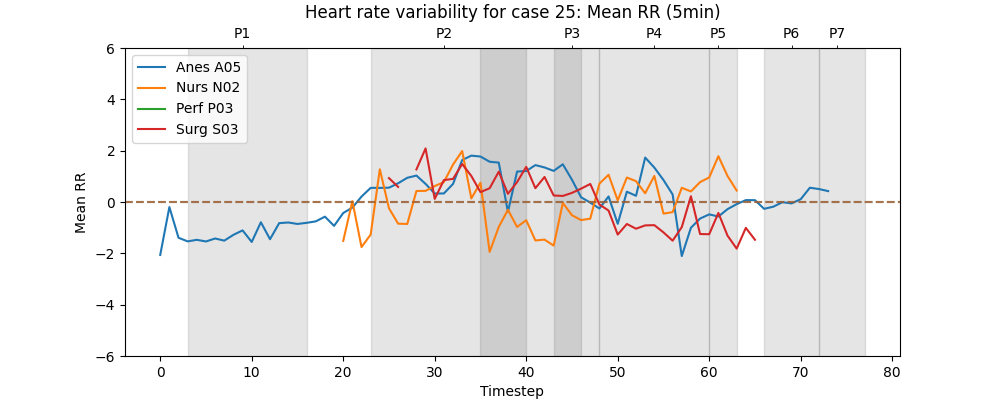 Heart rate variability for case 25: Mean RR (5min)
P1 P2 P3 P4 P5 P6 P7
6
4
2
0
−2
−4
−6
Mean RR
Anes A05
Nurs N02
Perf P03
Surg S03
0 10 20 30 40 50 60 70 80
Timestep